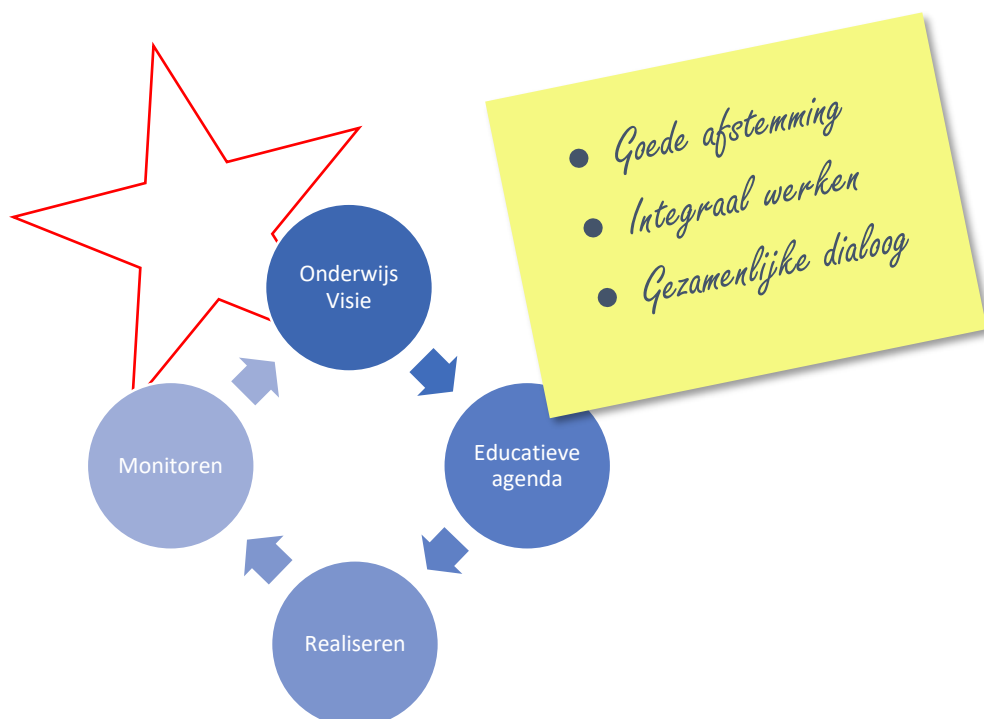 Onderwijs
Visie
Educatieve
agenda
Realiseren
Monitoren
● Goede afstemming
● Integraal werken
● Gezamenlijke dialoog